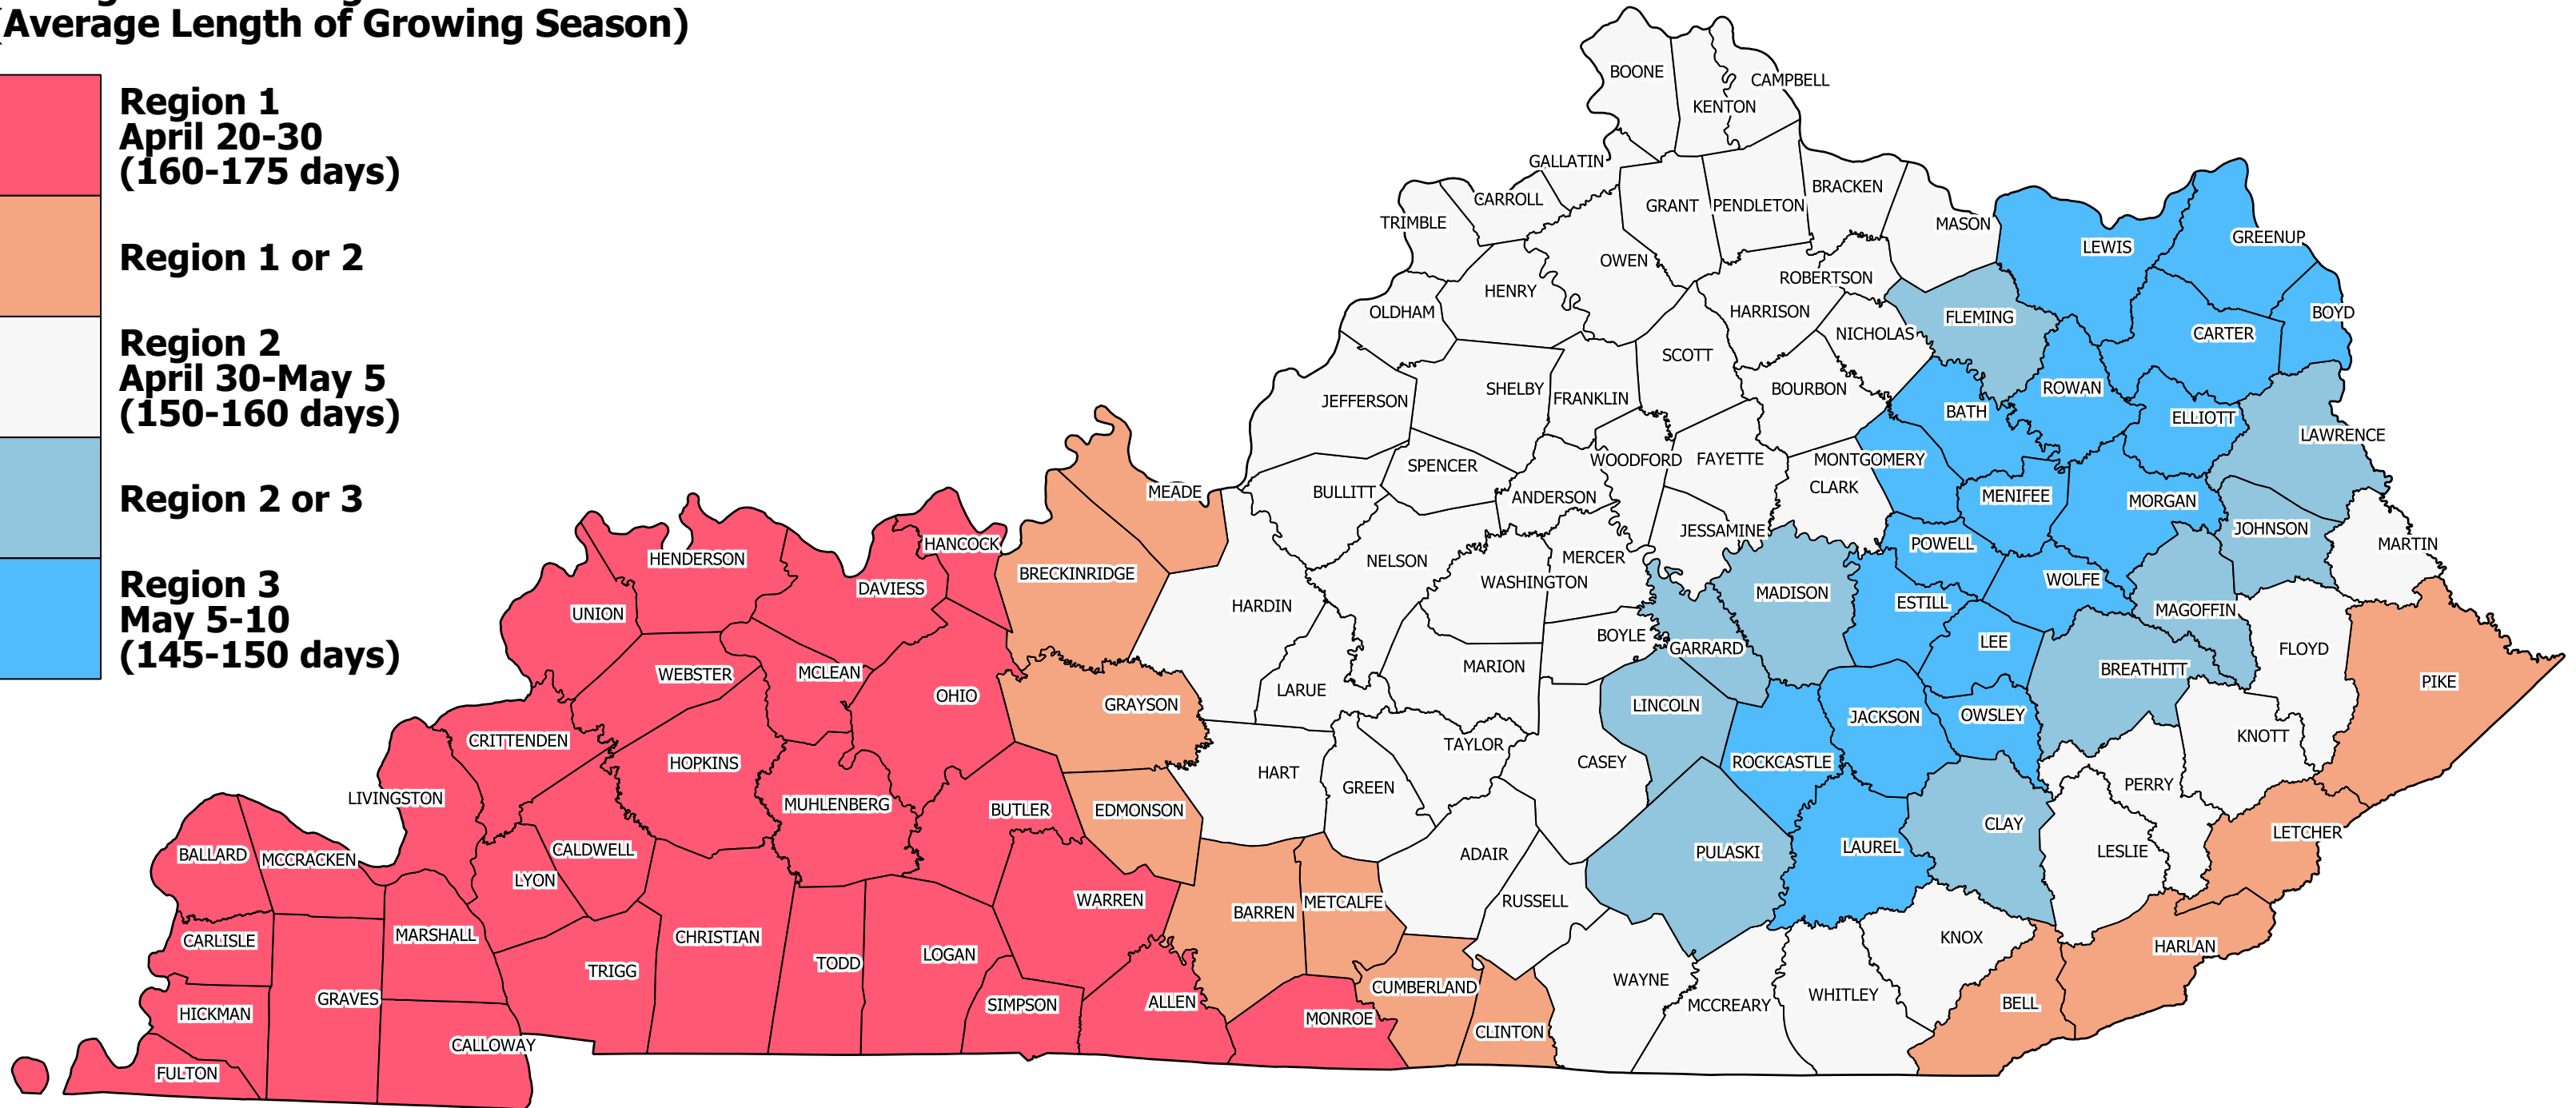 (Average Length of Growing Season)
Region 1
April 20-30
(160-175 days)
Region 1 or 2
Region 2
April 30-May 5
(150-160 days)
Region 2 or 3
Region 3
May 5-10
(145-150 days)
BOONE
CAMPBELL
KENTON
GALLATIN
BRACKEN
CARROLL
GRANT
PENDLETON
TRIMBLE
MASON
GREENUP
LEWIS
OWEN
ROBERTSON
HENRY
OLDHAM
HARRISON
BOYD
FLEMING
NICHOLAS
CARTER
SCOTT
SHELBY
BOURBON
ROWAN
FRANKLIN
JEFFERSON
BATH
ELLIOTT
LAWRENCE
WOODFORD
FAYETTE
MONTGOMERY
SPENCER
CLARK
MEADE
BULLITT
ANDERSON
MENIFEE
MORGAN
JESSAMINE
JOHNSON
HANCOCK
POWELL
MARTIN
HENDERSON
NELSON
MERCER
BRECKINRIDGE
WASHINGTON
WOLFE
DAVIESS
MADISON
ESTILL
HARDIN
MAGOFFIN
UNION
BOYLE
LEE
GARRARD
FLOYD
MARION
BREATHITT
WEBSTER
MCLEAN
PIKE
LARUE
OHIO
GRAYSON
LINCOLN
JACKSON
OWSLEY
KNOTT
CRITTENDEN
TAYLOR
HOPKINS
CASEY
ROCKCASTLE
HART
GREEN
PERRY
LIVINGSTON
MUHLENBERG
BUTLER
EDMONSON
CLAY
LETCHER
CALDWELL
LAUREL
LESLIE
BALLARD
MCCRACKEN
ADAIR
PULASKI
LYON
WARREN
METCALFE
RUSSELL
BARREN
CARLISLE
MARSHALL
CHRISTIAN
KNOX
HARLAN
LOGAN
TODD
TRIGG
WAYNE
CUMBERLAND
WHITLEY
GRAVES
ALLEN
SIMPSON
MCCREARY
BELL
HICKMAN
MONROE
CLINTON
CALLOWAY
FULTON